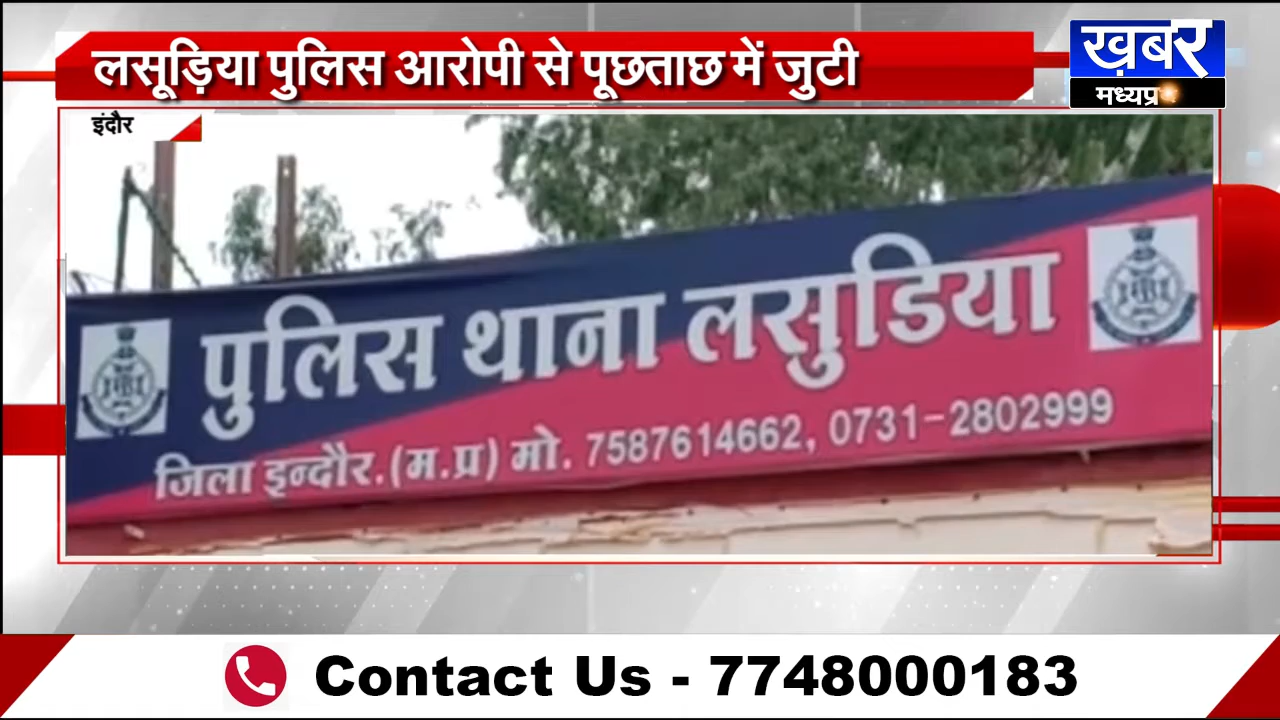 लसूड़िया पुलिस आरोपी से पूछताछ में जुटी
ख़बर
मध्यप्र
इंदौर
पुलिस थाना लसुडिया
जिला इन्दौर.(म.प्र) मो. 7587614662, 0731-2802999
Contact Us - 7748000183